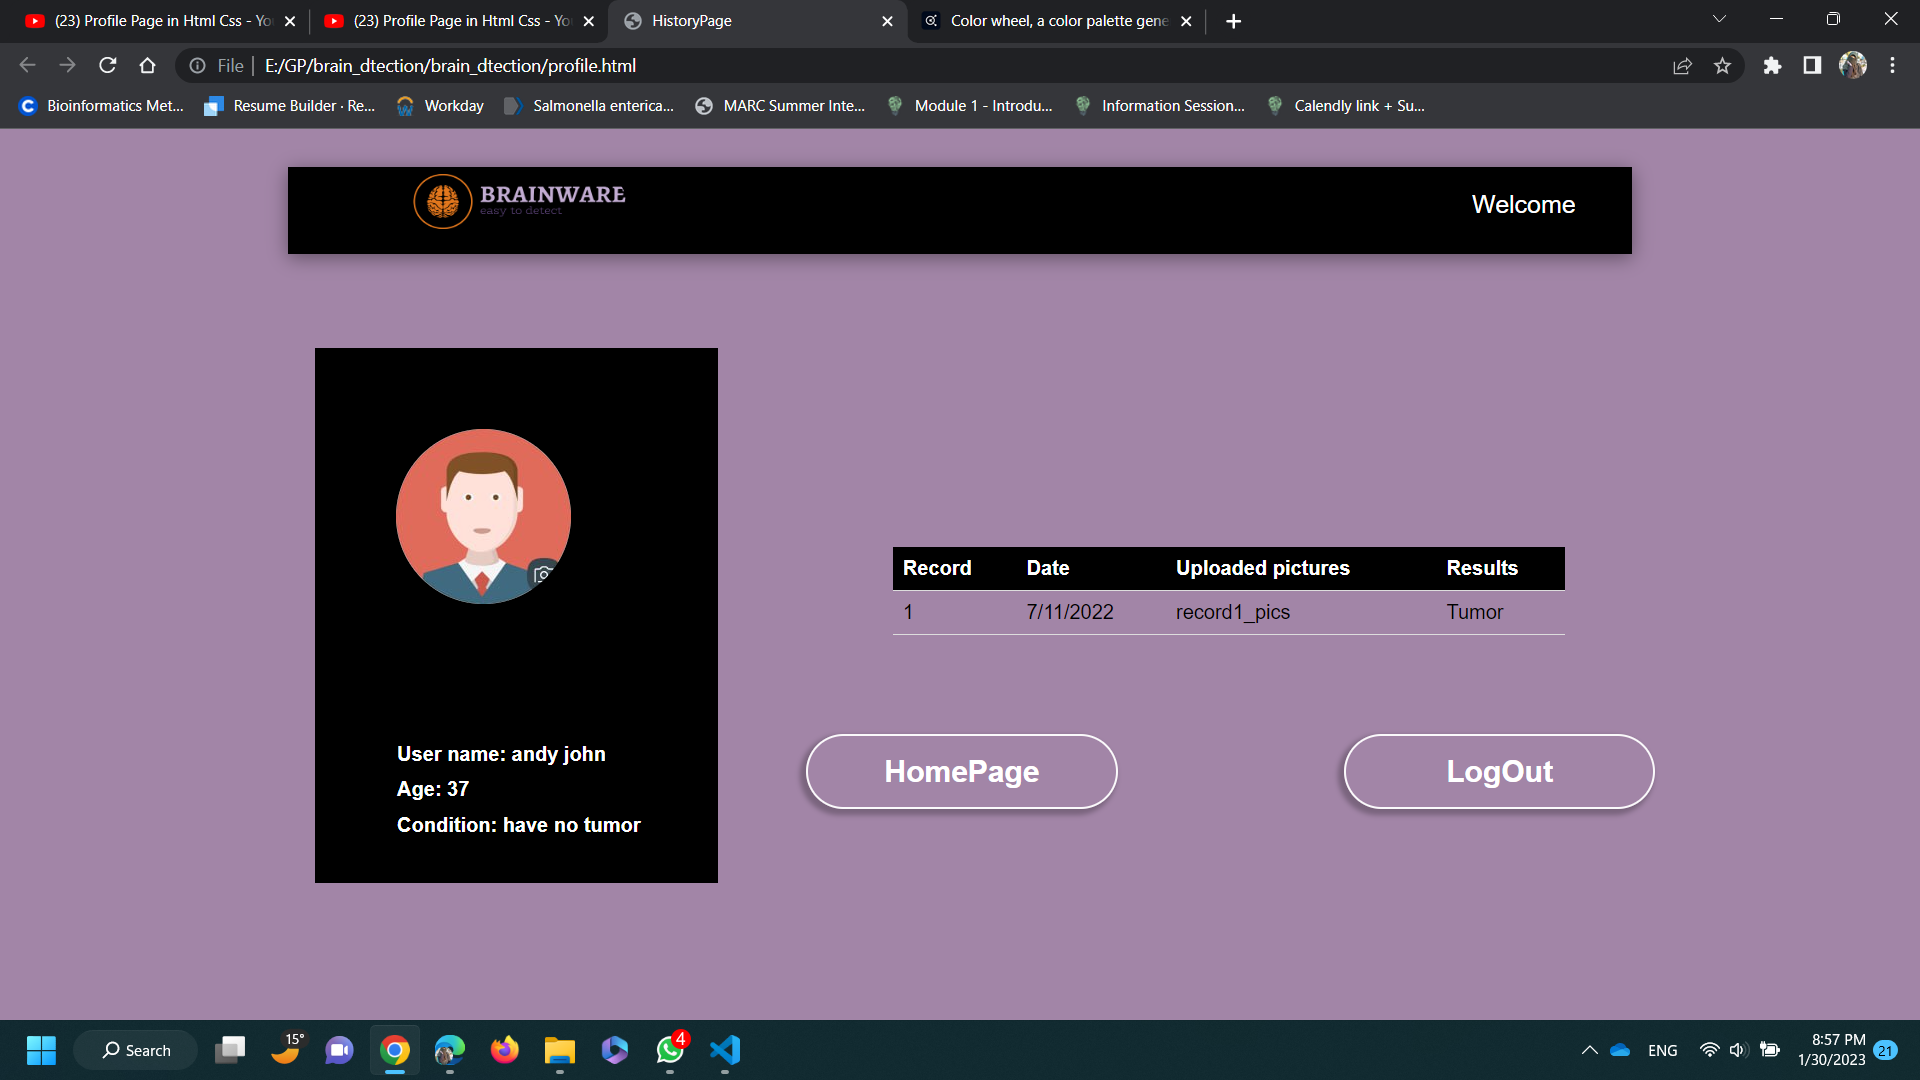 (23) Profile Page in Html Css - Yo
(23) Profile Page in Html Css - Yo
HistoryPage
Color wheel, a color palette gene
File
E:/GP/brain_dtection/brain_dtection/profile.html
Bioinformatics Met...
Resume Builder · Re...
Workday
Salmonella enterica...
MARC Summer Inte...
Module 1 - Introdu...
Information Session...
Calendly link + Su...
BRAINWARE
easy to detect
Welcome
Record Date Uploaded pictures Results
1 7/11/2022 record1_pics Tumor
User name: andy john
Age: 37
Condition: have no tumor
HomePage
LogOut
Search
15°
4
ENG
8:57 PM
1/30/2023
21